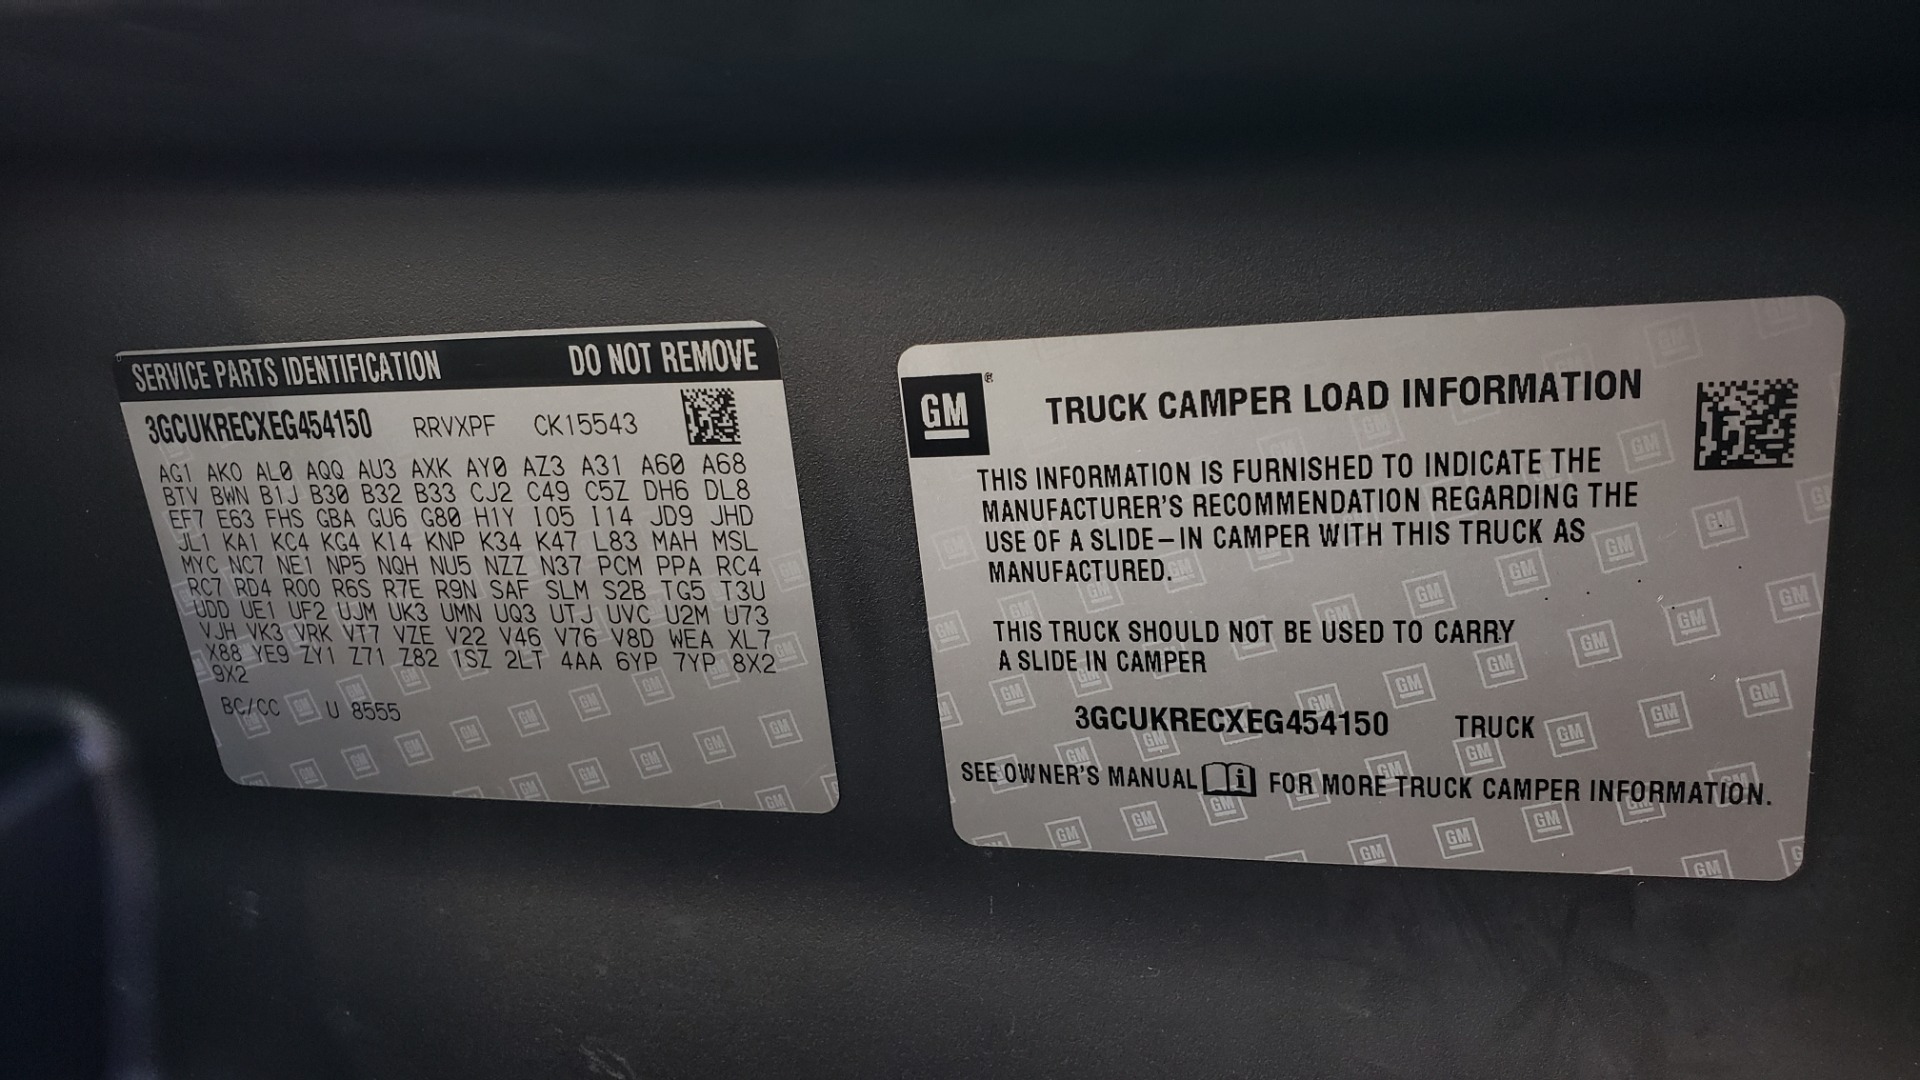 SERVICE PARTS IDENTIFICATION DO NOT REMOVE
3GCUKRECXEG454150 RRVXPF CK15543
AG1 AKO AL0 AQQ AU3 AXK AY0 AZ3 A31 A60 A68
BTV BWN B1J B30 B32 B33 CJ2 C49 C5Z DH6 DL8
EF7 E63 FHS GBA GU6 G80 H1Y I05 I14 JD9 JHD
JL1 KA1 KC4 KG4 K14 KNP K34 K47 L83 MAH MSL
MYC NC7 NE1 NP5 NQH NU5 NZZ N37 PCM PPA RC4
RC7 RD4 R00 R6S R7E R9N SAF SLM S2B TG5 T3U
UDD UE1 UF2 UJM UK3 UMN UQ3 UTJ UVC U2M U73
VJH VK3 VRK VT7 VZE V22 V46 V76 V8D WEA XL7
X88 YE9 ZY1 Z71 Z82 1SZ 2LT 4AA 6YP 7YP 8X2
9X2
BC/CC U 8555
GM ® TRUCK CAMPER LOAD INFORMATION
THIS INFORMATION IS FURNISHED TO INDICATE THE
MANUFACTURER'S RECOMMENDATION REGARDING THE
USE OF A SLIDE-IN CAMPER WITH THIS TRUCK AS
MANUFACTURED.
THIS TRUCK SHOULD NOT BE USED TO CARRY
A SLIDE IN CAMPER
3GCUKRECXEG454150 TRUCK
SEE OWNER'S MANUAL i FOR MORE TRUCK CAMPER INFORMATION.